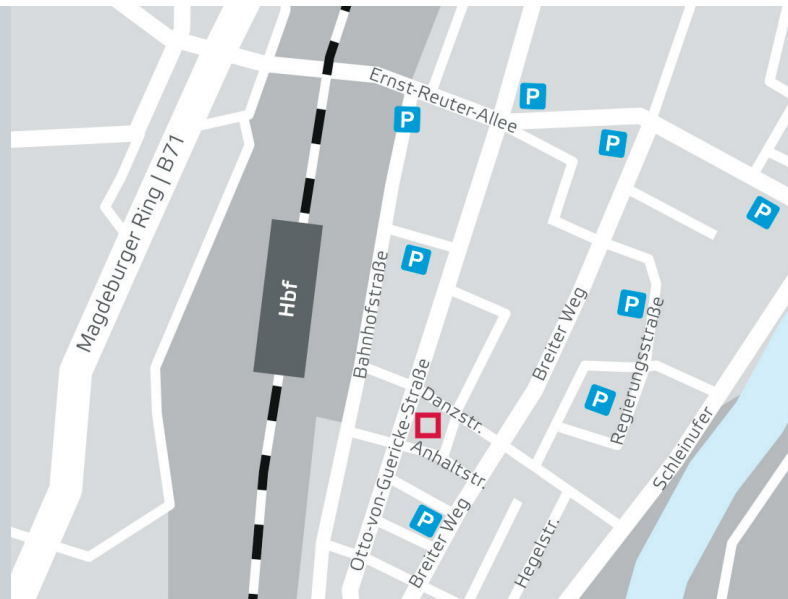 Ernst-Reuter-Allee
P
P
P
P
Magdeburger Ring | B71
Hbf
P
P
Bahnhofstraße
Breiter Weg
Regierungsstraße
Otto-von-Guericke-Straße
Danzstr.
P
Anhaltstr.
Schleinufer
P
Breiter Weg
Hegelstr.